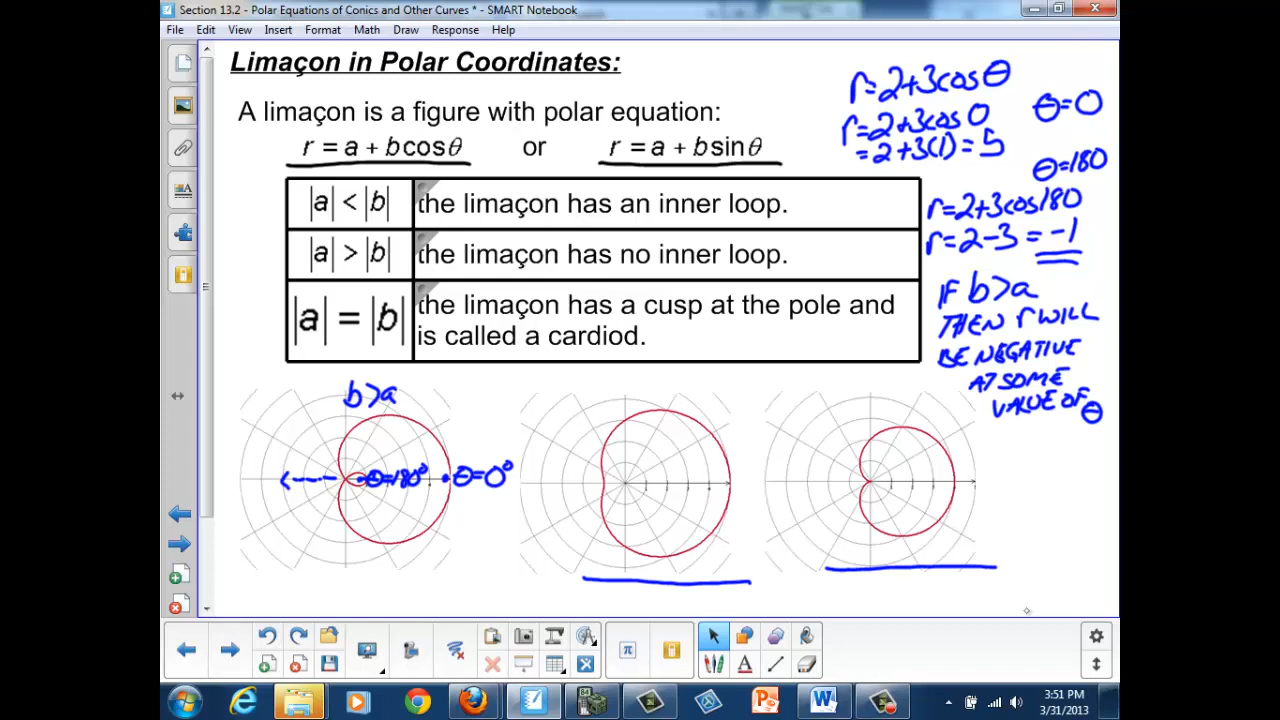 Section 13.2 - Polar Equations of Conics and Other Curves * - SMART Notebook
File Edit View Insert Format Math Draw Response Help
Limaçon in Polar Coordinates:
A limaçon is a figure with polar equation:
r = a + b cos θ or r = a + b sin θ
|a| < |b| the limaçon has an inner loop.
|a| > |b| the limaçon has no inner loop.
|a| = |b| the limaçon has a cusp at the pole and
is called a cardiod.
r=2+3cosθ
θ=0
r=2+3cos0
=2+3(1)=5
θ=180
r=2+3cos180
r=2-3=-1
IF b>a
THEN r WILL
BE NEGATIVE
AT SOME
VALUE OF θ
b>a
θ=180° θ=0°
π
3:51 PM
3/31/2013